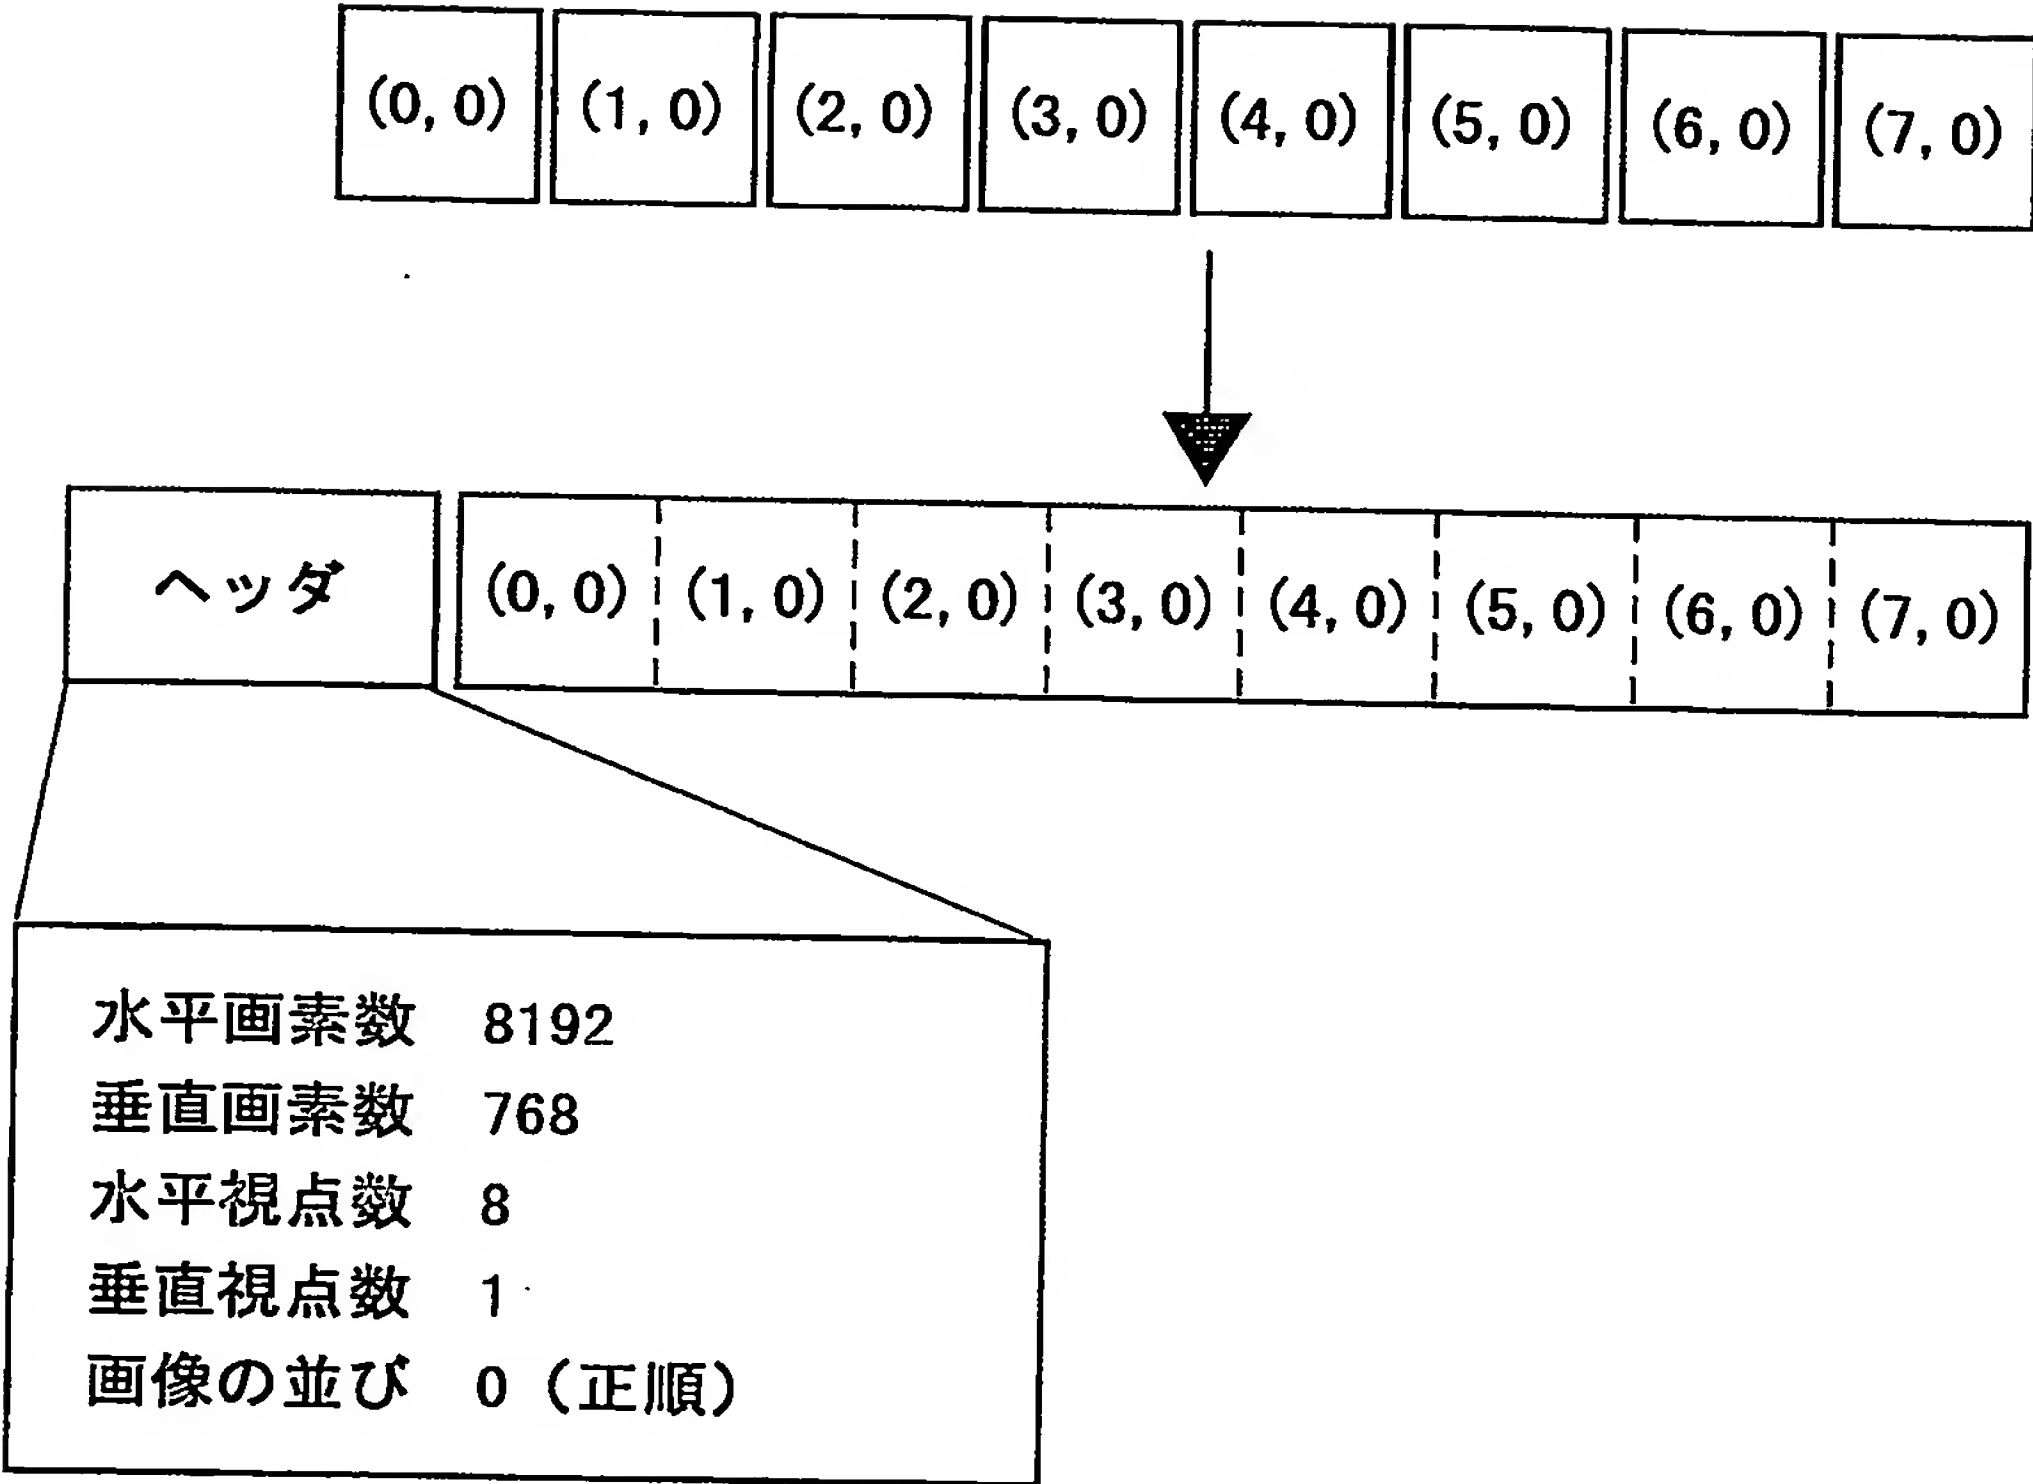 (0, 0) (1, 0) (2, 0) (3, 0) (4, 0) (5, 0) (6, 0) (7, 0)
ヘッダ (0, 0) (1, 0) (2, 0) (3, 0) (4, 0) (5, 0) (6, 0) (7, 0)
水平画素数 8192
垂直画素数 768
水平視点数 8
垂直視点数 1
画像の並び 0（正順）